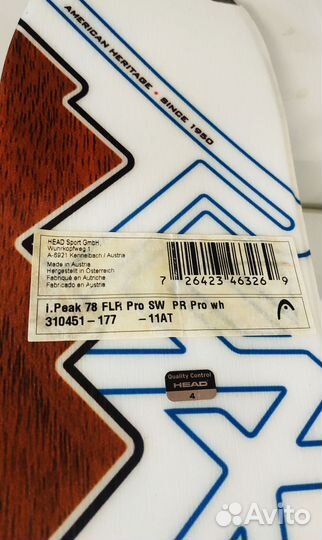 AMERICAN HERITAGE • SINCE 1950
HEAD Sport GmbH,
Wuhrkopfweg 1
A-6921 Kennelbach / Austria
Made in Austria
Hergestellt in Österreich
Fabriqué en Autriche
Fabricado en Austria
7 26423 46326 9
i.Peak 78 FLR Pro SW PR Pro wh
310451-177 -11AT
Quality Control
HEAD
4
Avito